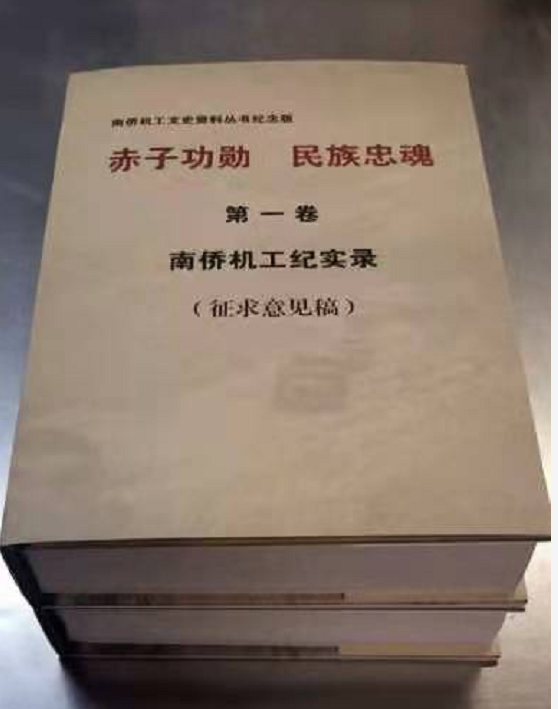 南侨机工文史资料丛书纪念版
赤子功勋 民族忠魂
第一卷
南侨机工纪实录
（征求意见稿）